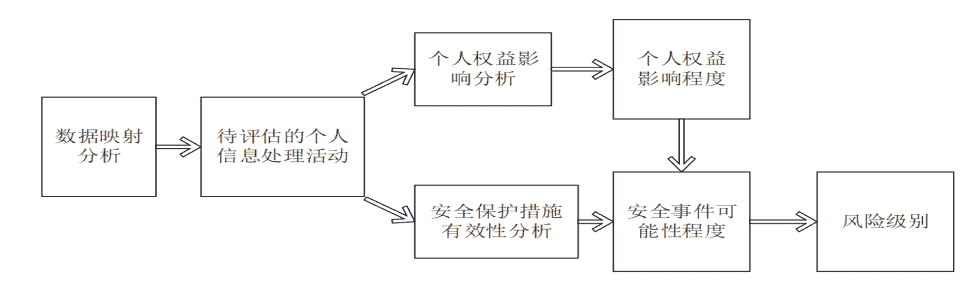 数据映射
分析
待评估的个人
信息处理活动
个人权益影
响分析
个人权益
影响程度
安全保护措施
有效性分析
安全事件可
能性程度
风险级别